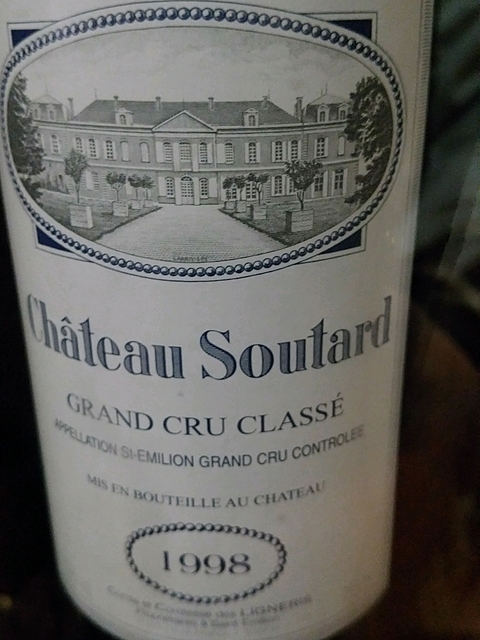 Château Soutard
GRAND CRU CLASSÉ
APPELLATION St-EMILION GRAND CRU CONTROLÉE
MIS EN BOUTEILLE AU CHATEAU
1998
Comtesse des LIGNERIS